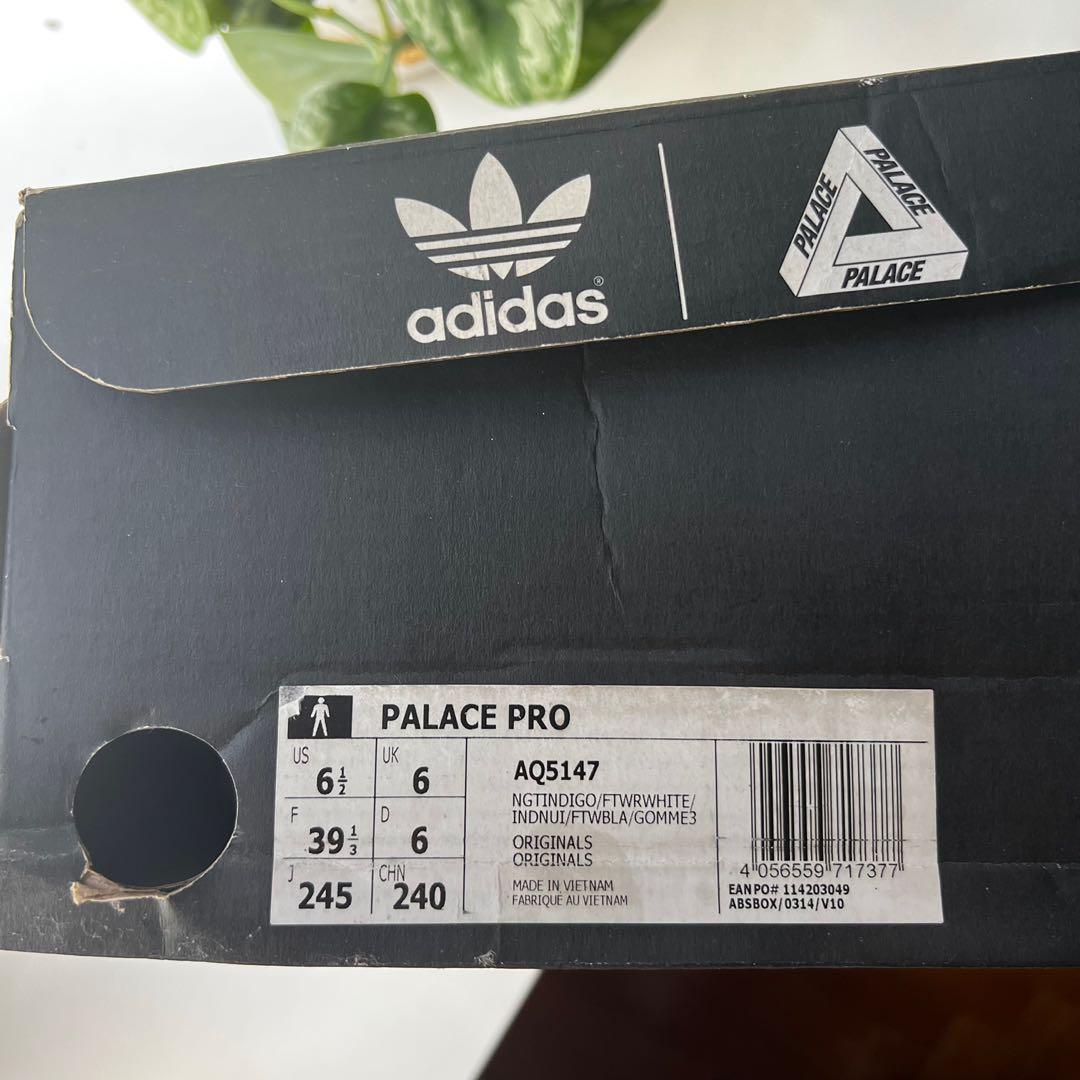 adidas®
PALACE
PALACE
PALACE
PALACE PRO
US
6 1/2
UK
6
F
39 1/3
D
6
J
245
CHN
240
AQ5147
NGTINDIGO/FTWRWHITE/
INDNUI/FTWBLA/GOMME3
ORIGINALS
ORIGINALS
MADE IN VIETNAM
FABRIQUÉ AU VIETNAM
4 056559 717377
EAN PO# 114203049
ABSBOX/0314/V10